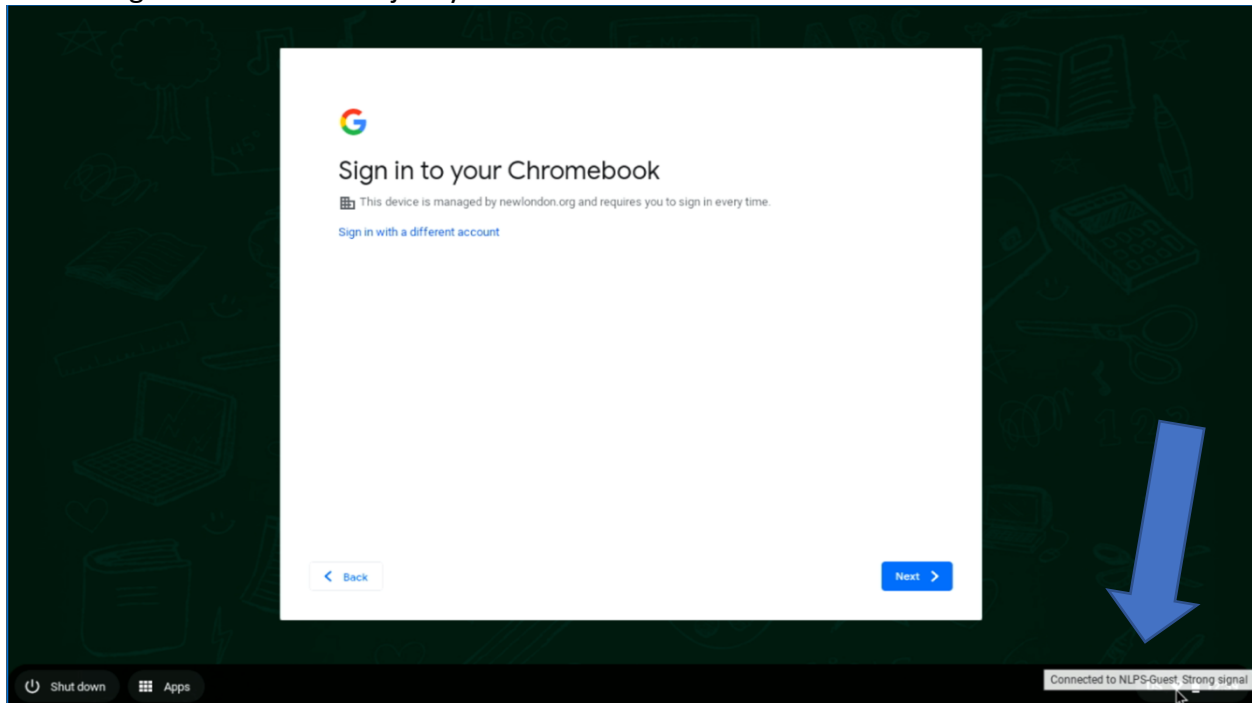 Sign in to your Chromebook
This device is managed by newlondon.org and requires you to sign in every time.
Sign in with a different account
Back
Next
Shut down
Apps
Connected to NLPS-Guest, Strong signal
ABC